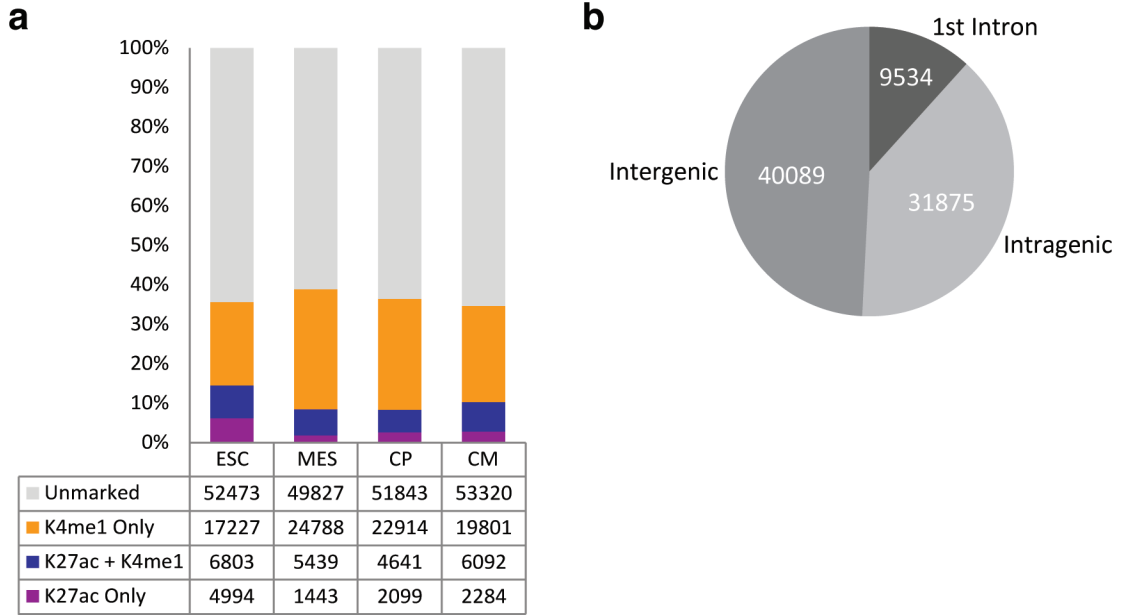 a
100%
90%
80%
70%
60%
50%
40%
30%
20%
10%
0%
ESC MES CP CM
Unmarked 52473 49827 51843 53320
K4me1 Only 17227 24788 22914 19801
K27ac + K4me1 6803 5439 4641 6092
K27ac Only 4994 1443 2099 2284
b
1st Intron
9534
Intergenic
40089
31875
Intragenic